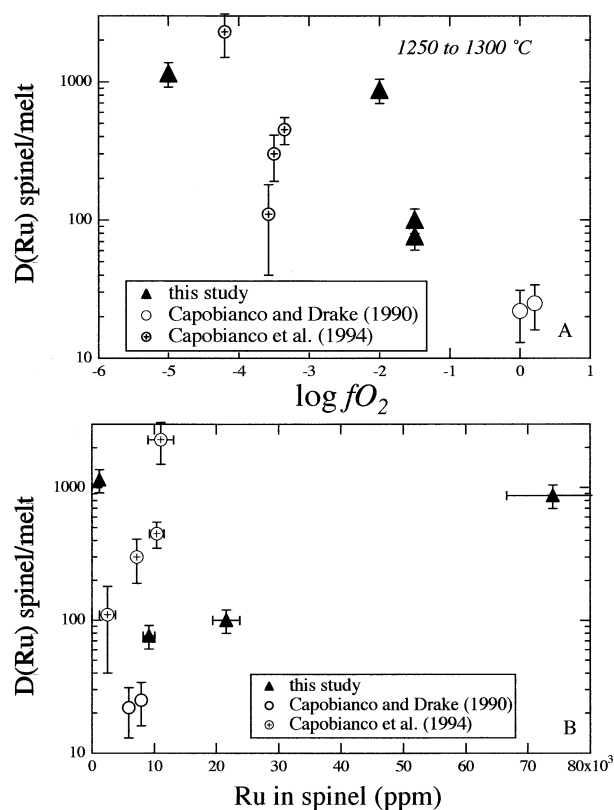 1250 to 1300 °C
1000
100
10
D(Ru) spinel/melt
this study
Capobianco and Drake (1990)
Capobianco et al. (1994)
A
-6 -5 -4 -3 -2 -1 0 1
log fO2
1000
100
10
D(Ru) spinel/melt
this study
Capobianco and Drake (1990)
Capobianco et al. (1994)
B
0 10 20 30 40 50 60 70 80x10³
Ru in spinel (ppm)